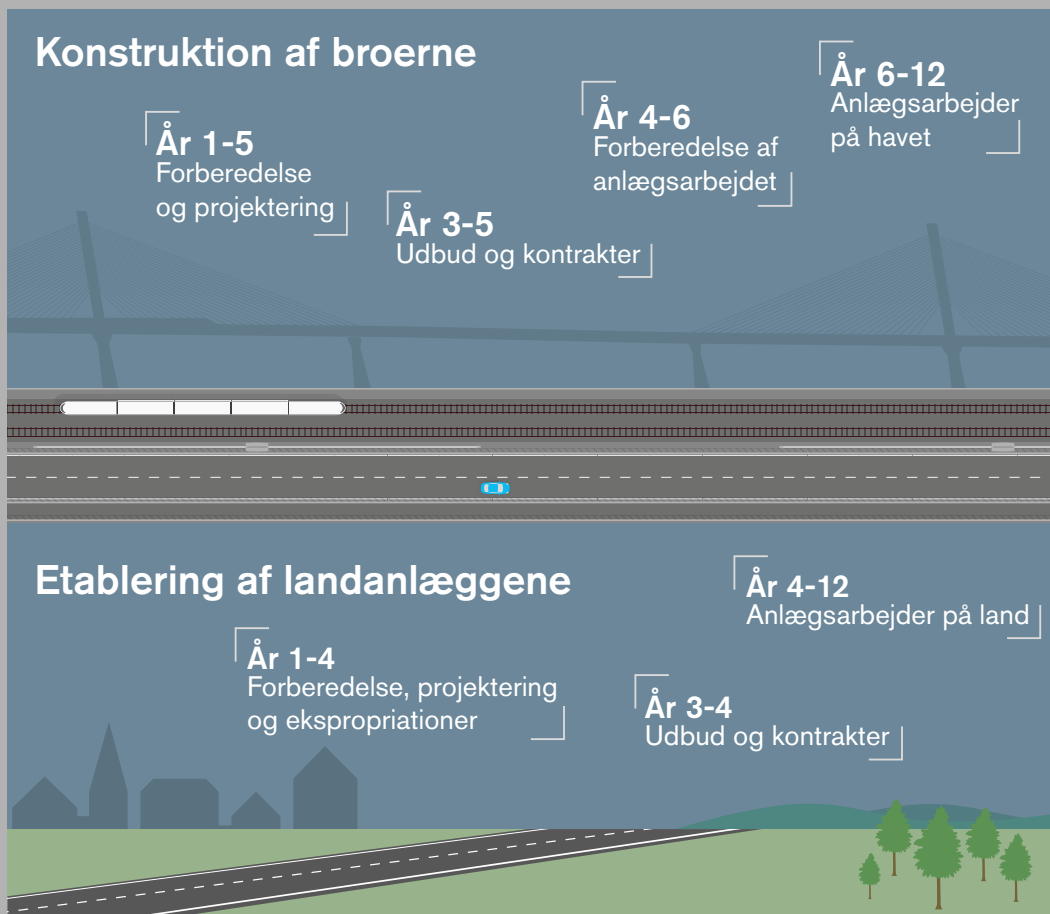 Konstruktion af broerne
År 1-5
Forberedelse
og projektering
År 3-5
Udbud og kontrakter
År 4-6
Forberedelse af
anlægsarbejdet
År 6-12
Anlægsarbejder
på havet
Etablering af landanlæggene
År 1-4
Forberedelse, projektering
og ekspropriationer
År 3-4
Udbud og kontrakter
År 4-12
Anlægsarbejder på land